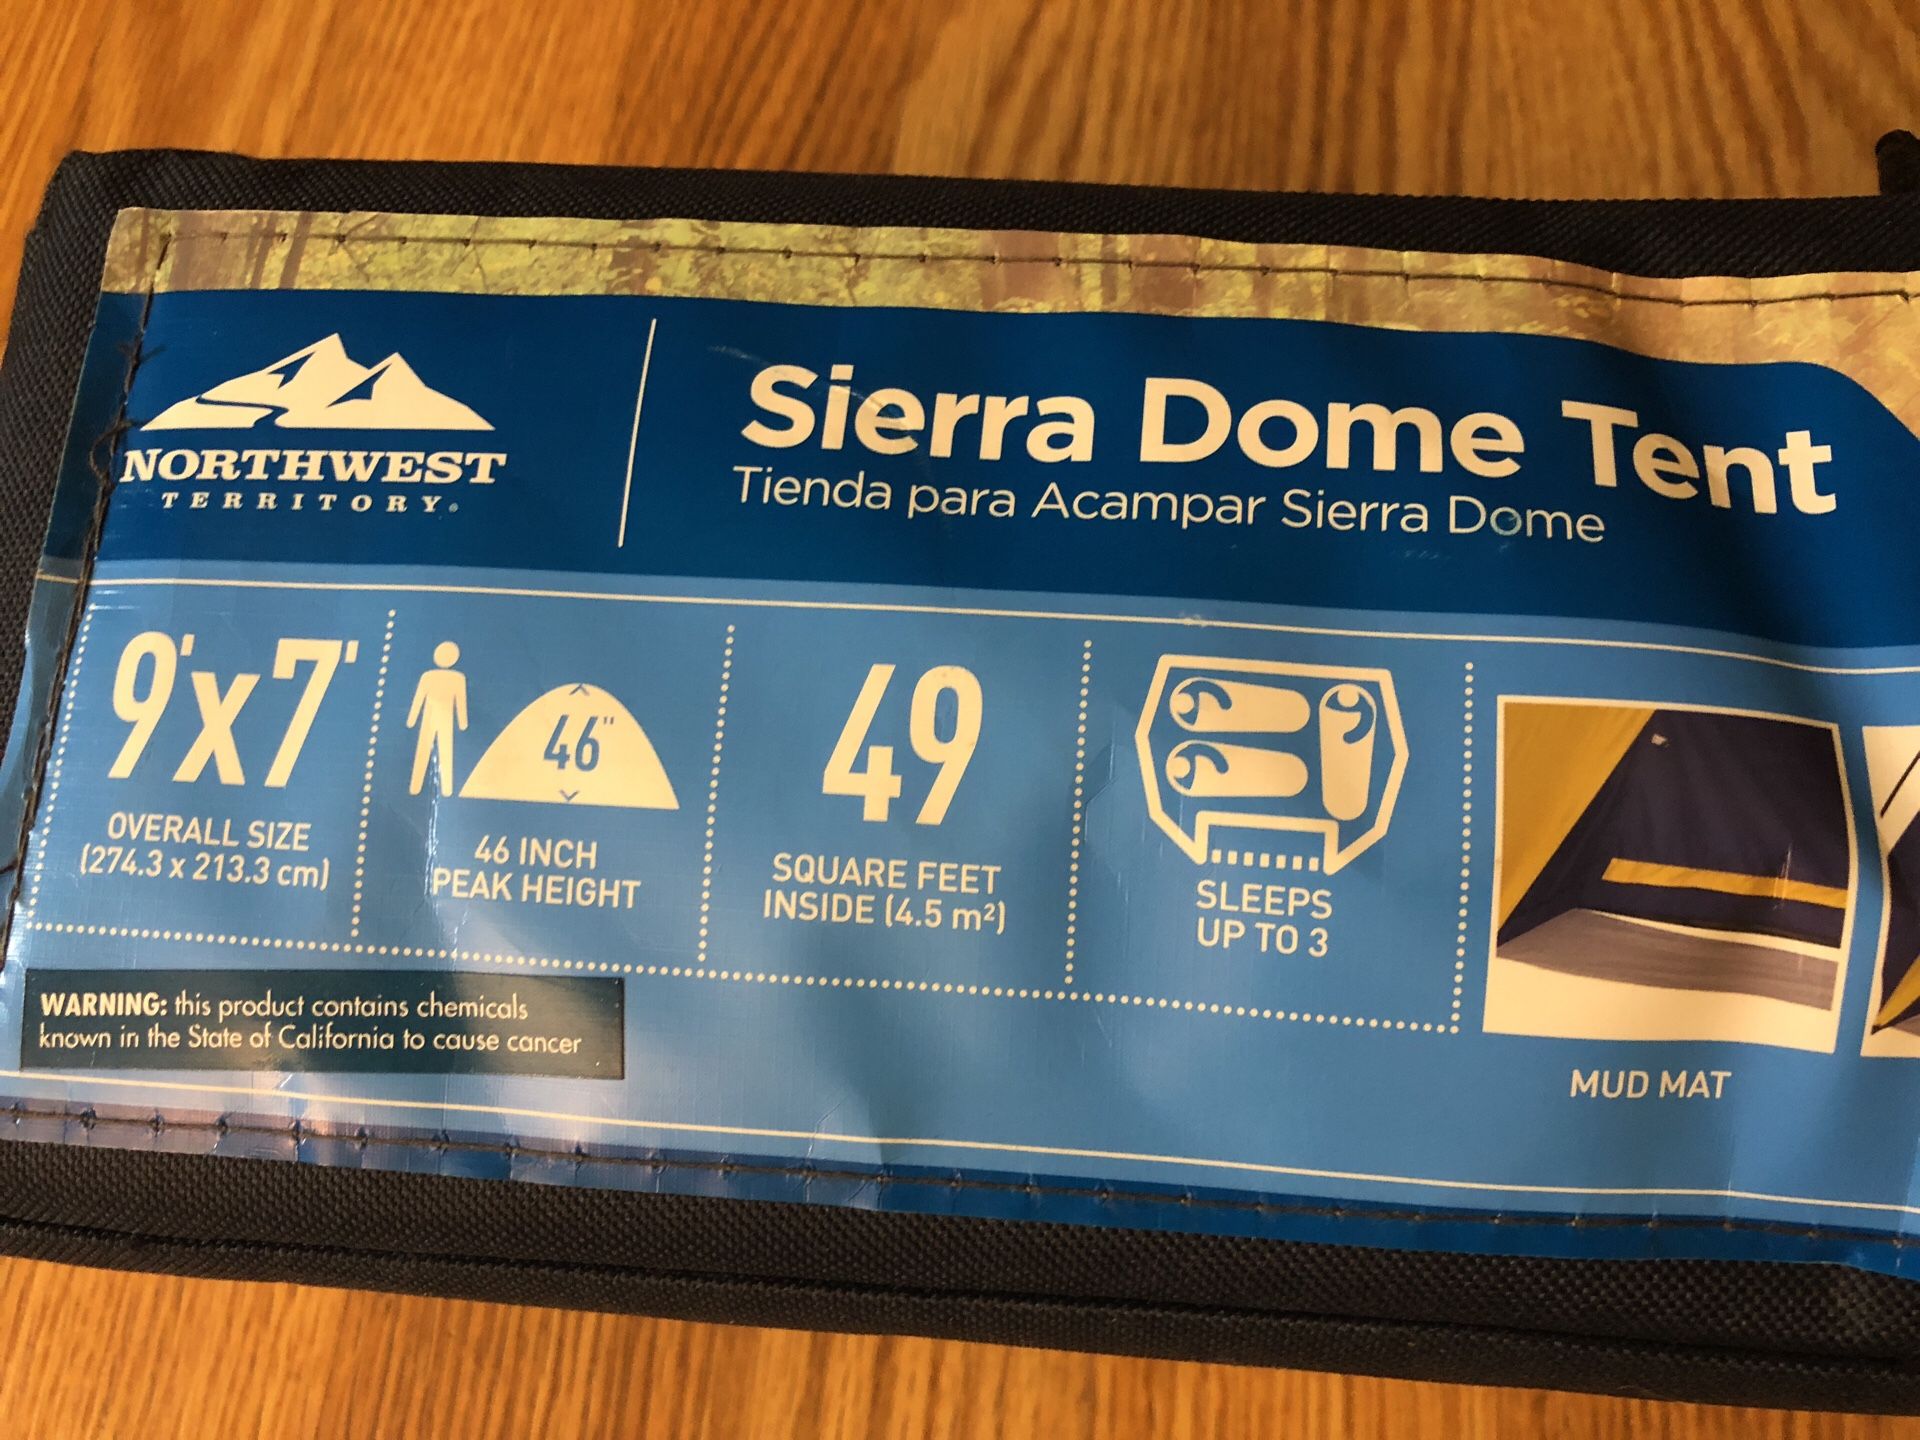 NORTHWEST
TERRITORY®
Sierra Dome Tent
Tienda para Acampar Sierra Dome
9'x7'
OVERALL SIZE
(274.3 x 213.3 cm)
46"
46 INCH
PEAK HEIGHT
49
SQUARE FEET
INSIDE (4.5 m²)
SLEEPS
UP TO 3
MUD MAT
WARNING: this product contains chemicals
known in the State of California to cause cancer